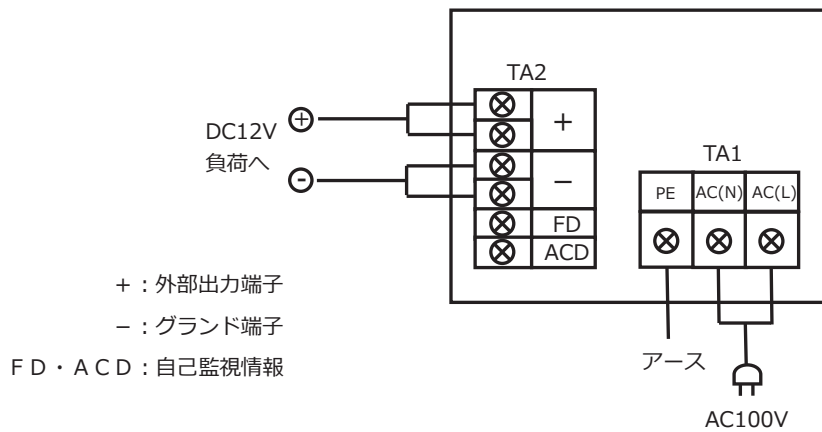 TA2
+
−
FD
ACD
DC12V
負荷へ
+
-
TA1
PE
AC(N)
AC(L)
アース
AC100V
+：外部出力端子
−：グランド端子
ＦＤ・ＡＣＤ：自己監視情報